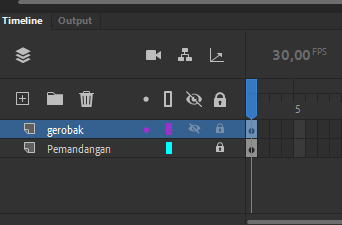 Timeline Output
30,00 FPS
5
gerobak
Pemandangan